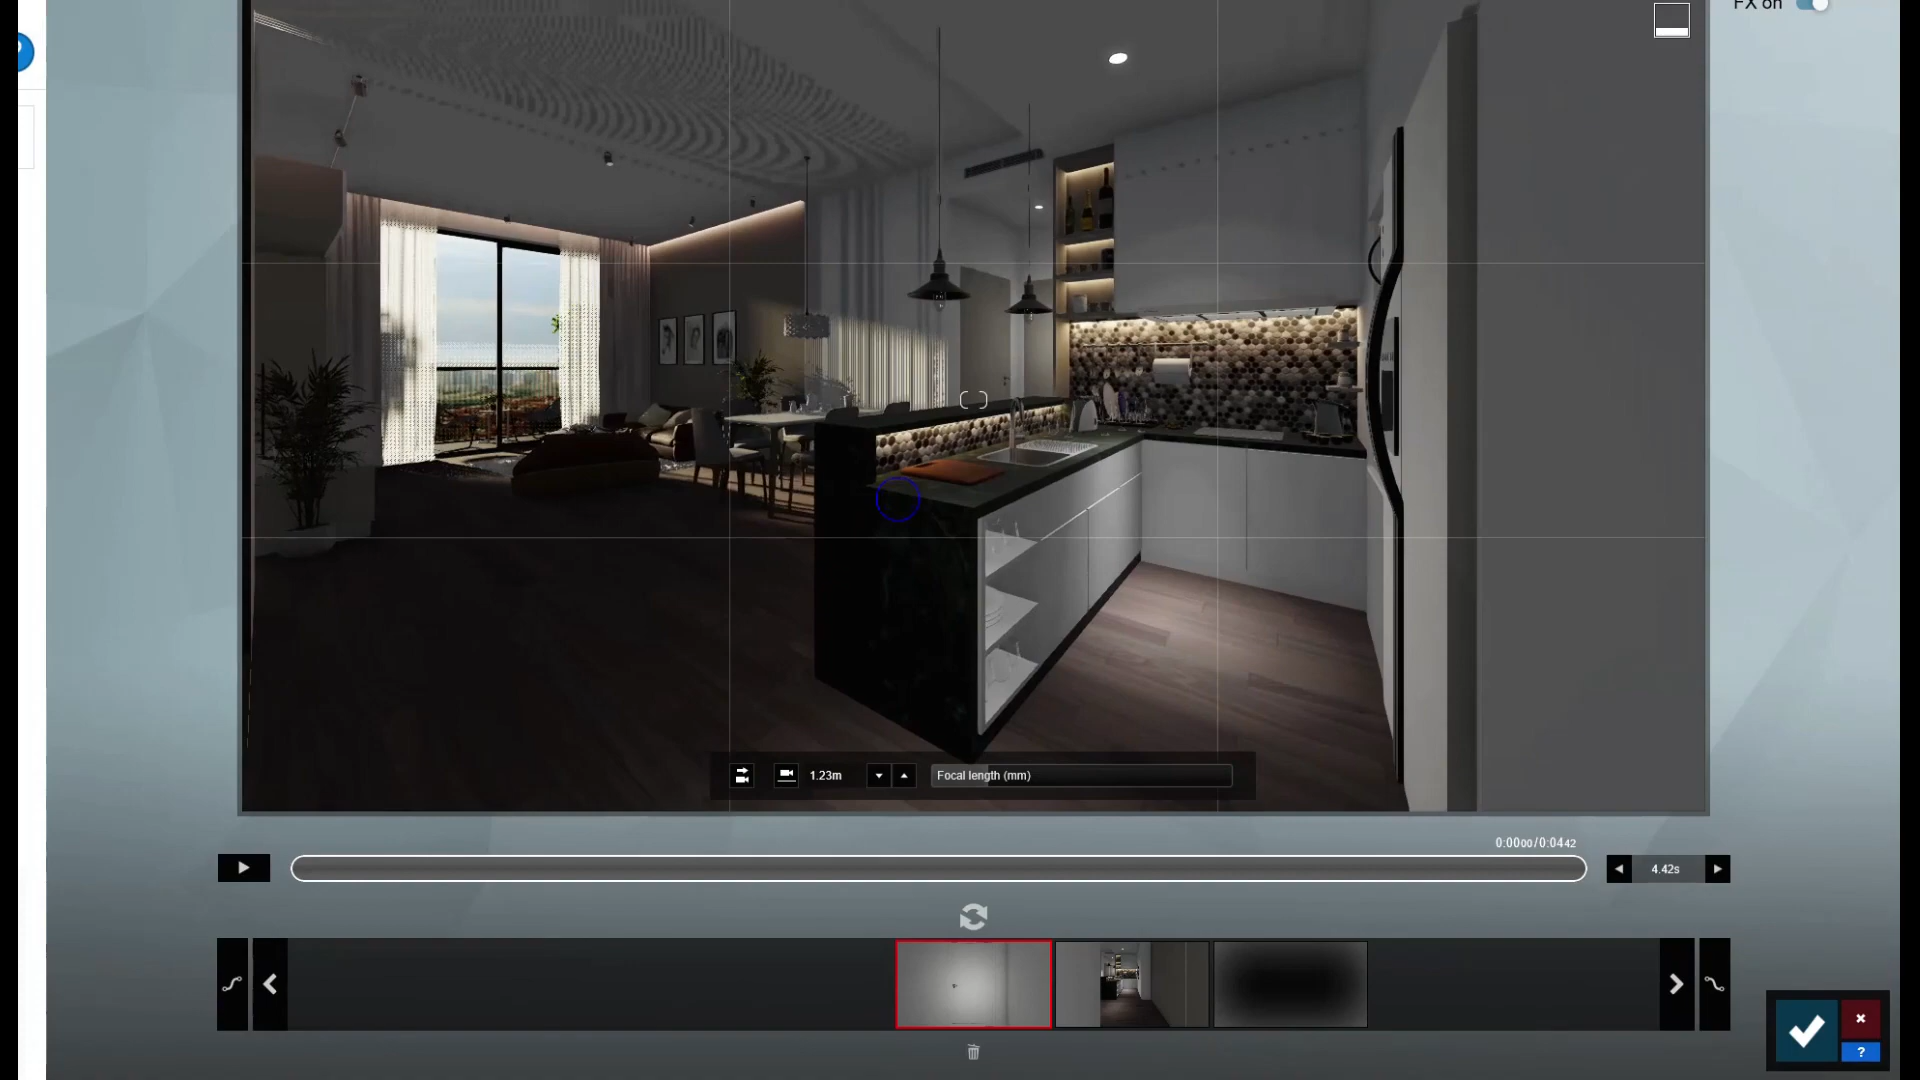 FX on
1.23m
Focal length (mm)
0:0000/0:0442
4.42s
?